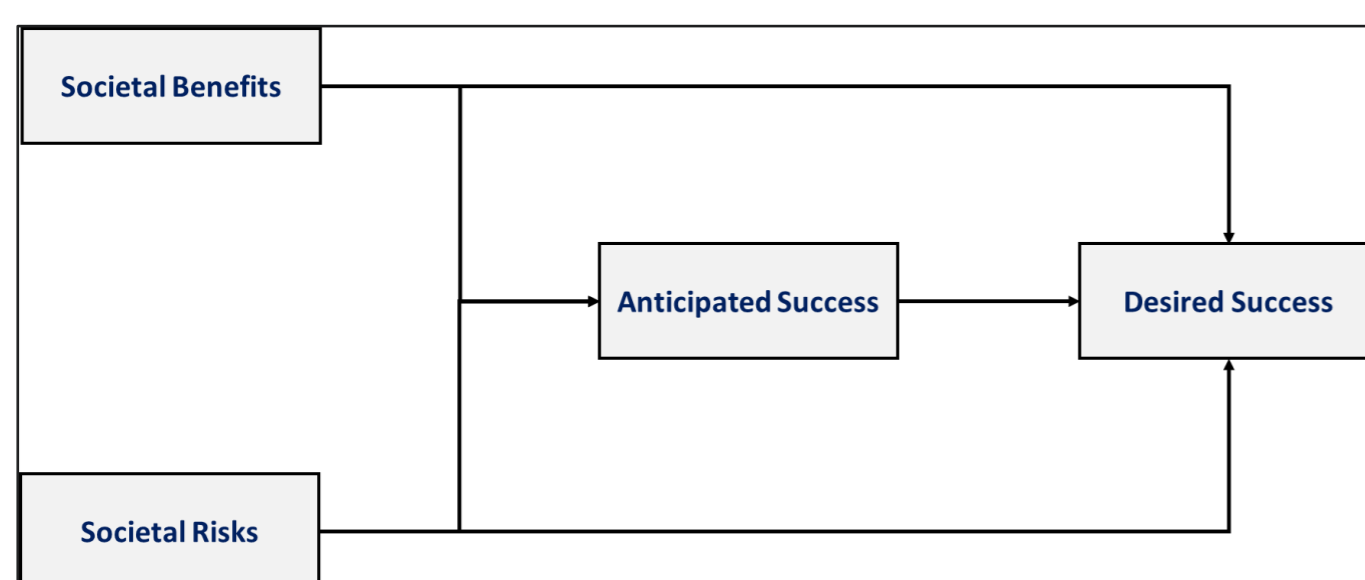 Societal Benefits
Anticipated Success
Desired Success
Societal Risks